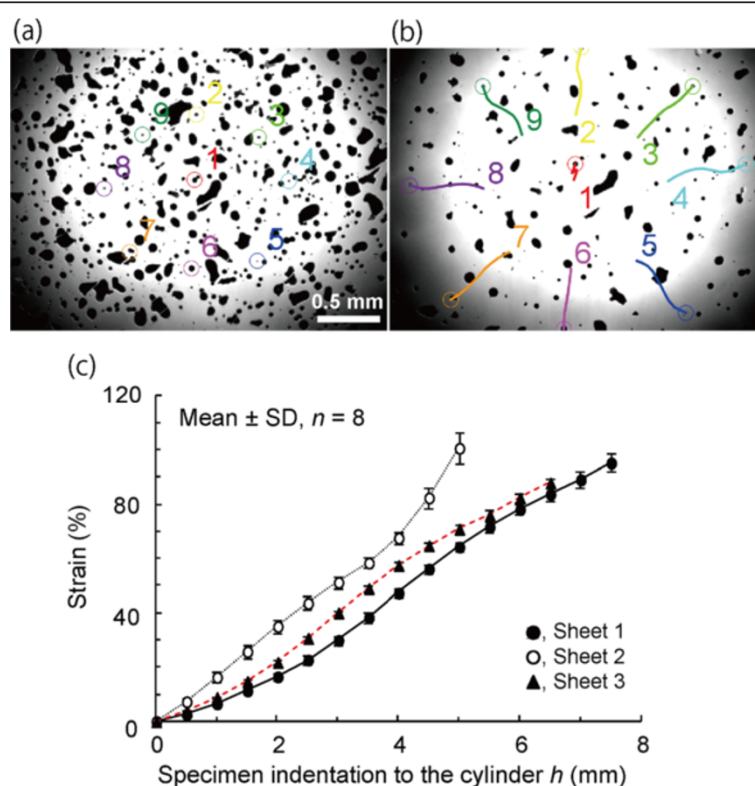 (a)
(b)
9
2
3
8
1
4
7
6
5
0.5 mm
9
2
3
8
1
4
7
6
5
(c)
Mean ± SD, n = 8
Strain (%)
120
80
40
0
●, Sheet 1
○, Sheet 2
▲, Sheet 3
0
2
4
6
8
Specimen indentation to the cylinder h (mm)